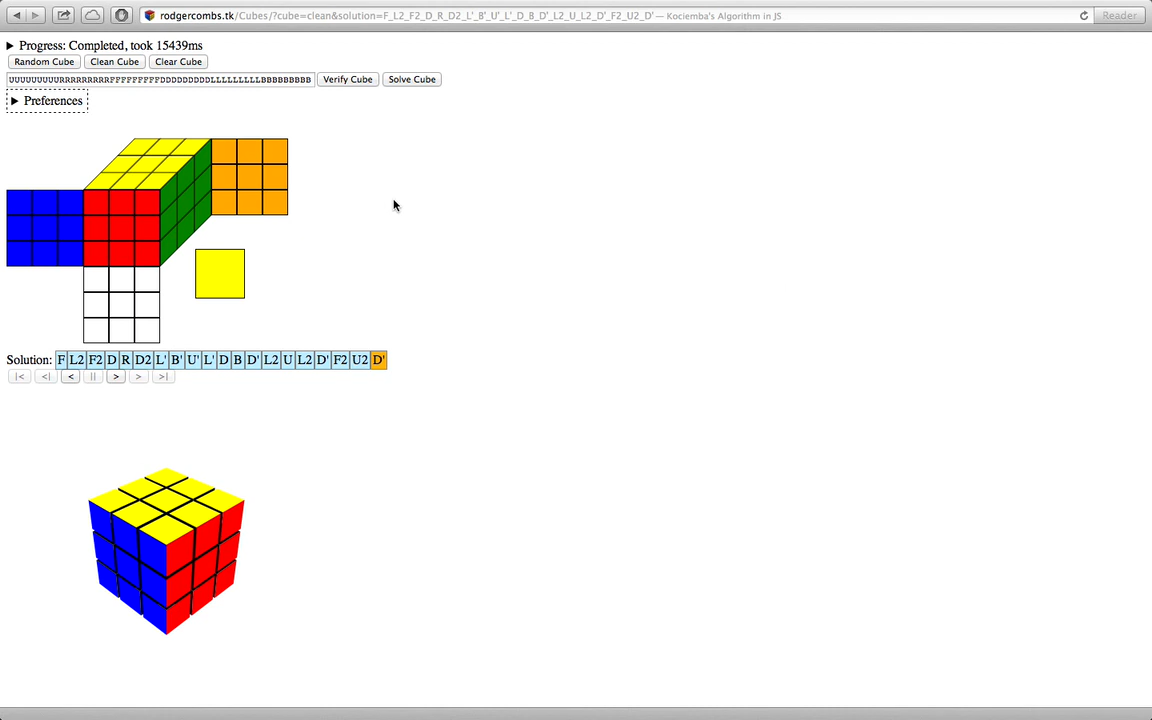 rodgercombs.tk/Cubes/?cube=clean&solution=F_L2_F2_D_R_D2_L'_B'_U'_L'_D_B_D'_L2_U_L2_D'_F2_U2_D' — Kociemba's Algorithm in JS
Reader
▶ Progress: Completed, took 15439ms
Random Cube Clean Cube Clear Cube
UUUUUUUUURRRRRRRRRFFFFFFFFFDDDDDDDDDLLLLLLLLLBBBBBBBBB Verify Cube Solve Cube
▶ Preferences
Solution: F L2 F2 D R D2 L' B' U' L' D B D' L2 U L2 D' F2 U2 D'
|< <| < || > > >|